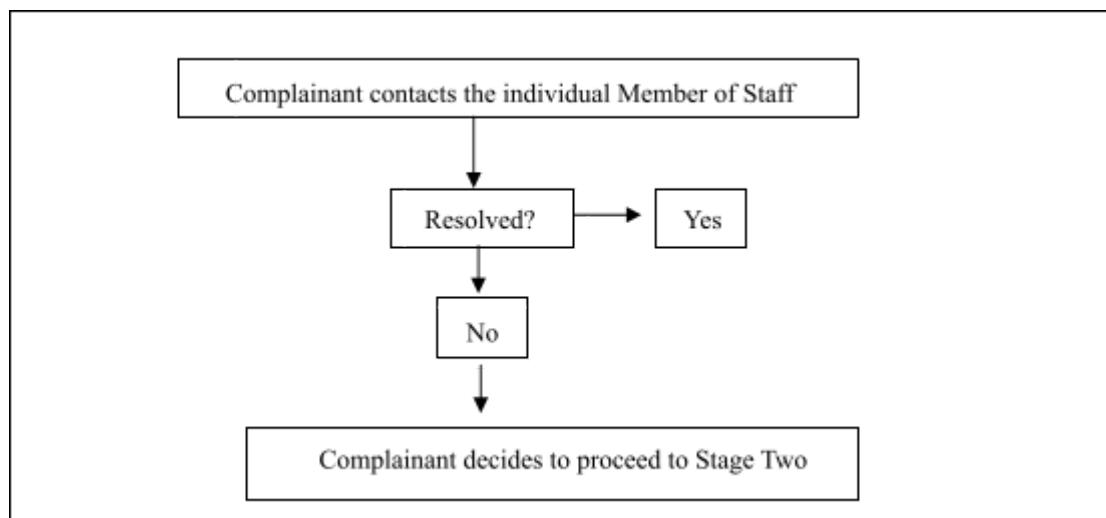 Complainant contacts the individual Member of Staff
Resolved?
Yes
No
Complainant decides to proceed to Stage Two